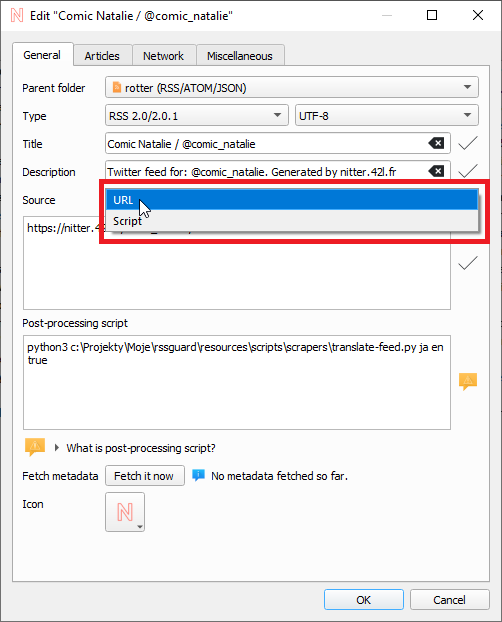 Edit "Comic Natalie / @comic_natalie"
General
Articles
Network
Miscellaneous
Parent folder
rotter (RSS/ATOM/JSON)
Type
RSS 2.0/2.0.1
UTF-8
Title
Comic Natalie / @comic_natalie
Description
Twitter feed for: @comic_natalie. Generated by nitter.42l.fr
Source
URL
Script
https://nitter.4
Post-processing script
python3 c:\Projekty\Moje\rssguard\resources\scripts\scrapers\translate-feed.py ja en
true
What is post-processing script?
Fetch metadata
Fetch it now
No metadata fetched so far.
Icon
N
OK
Cancel